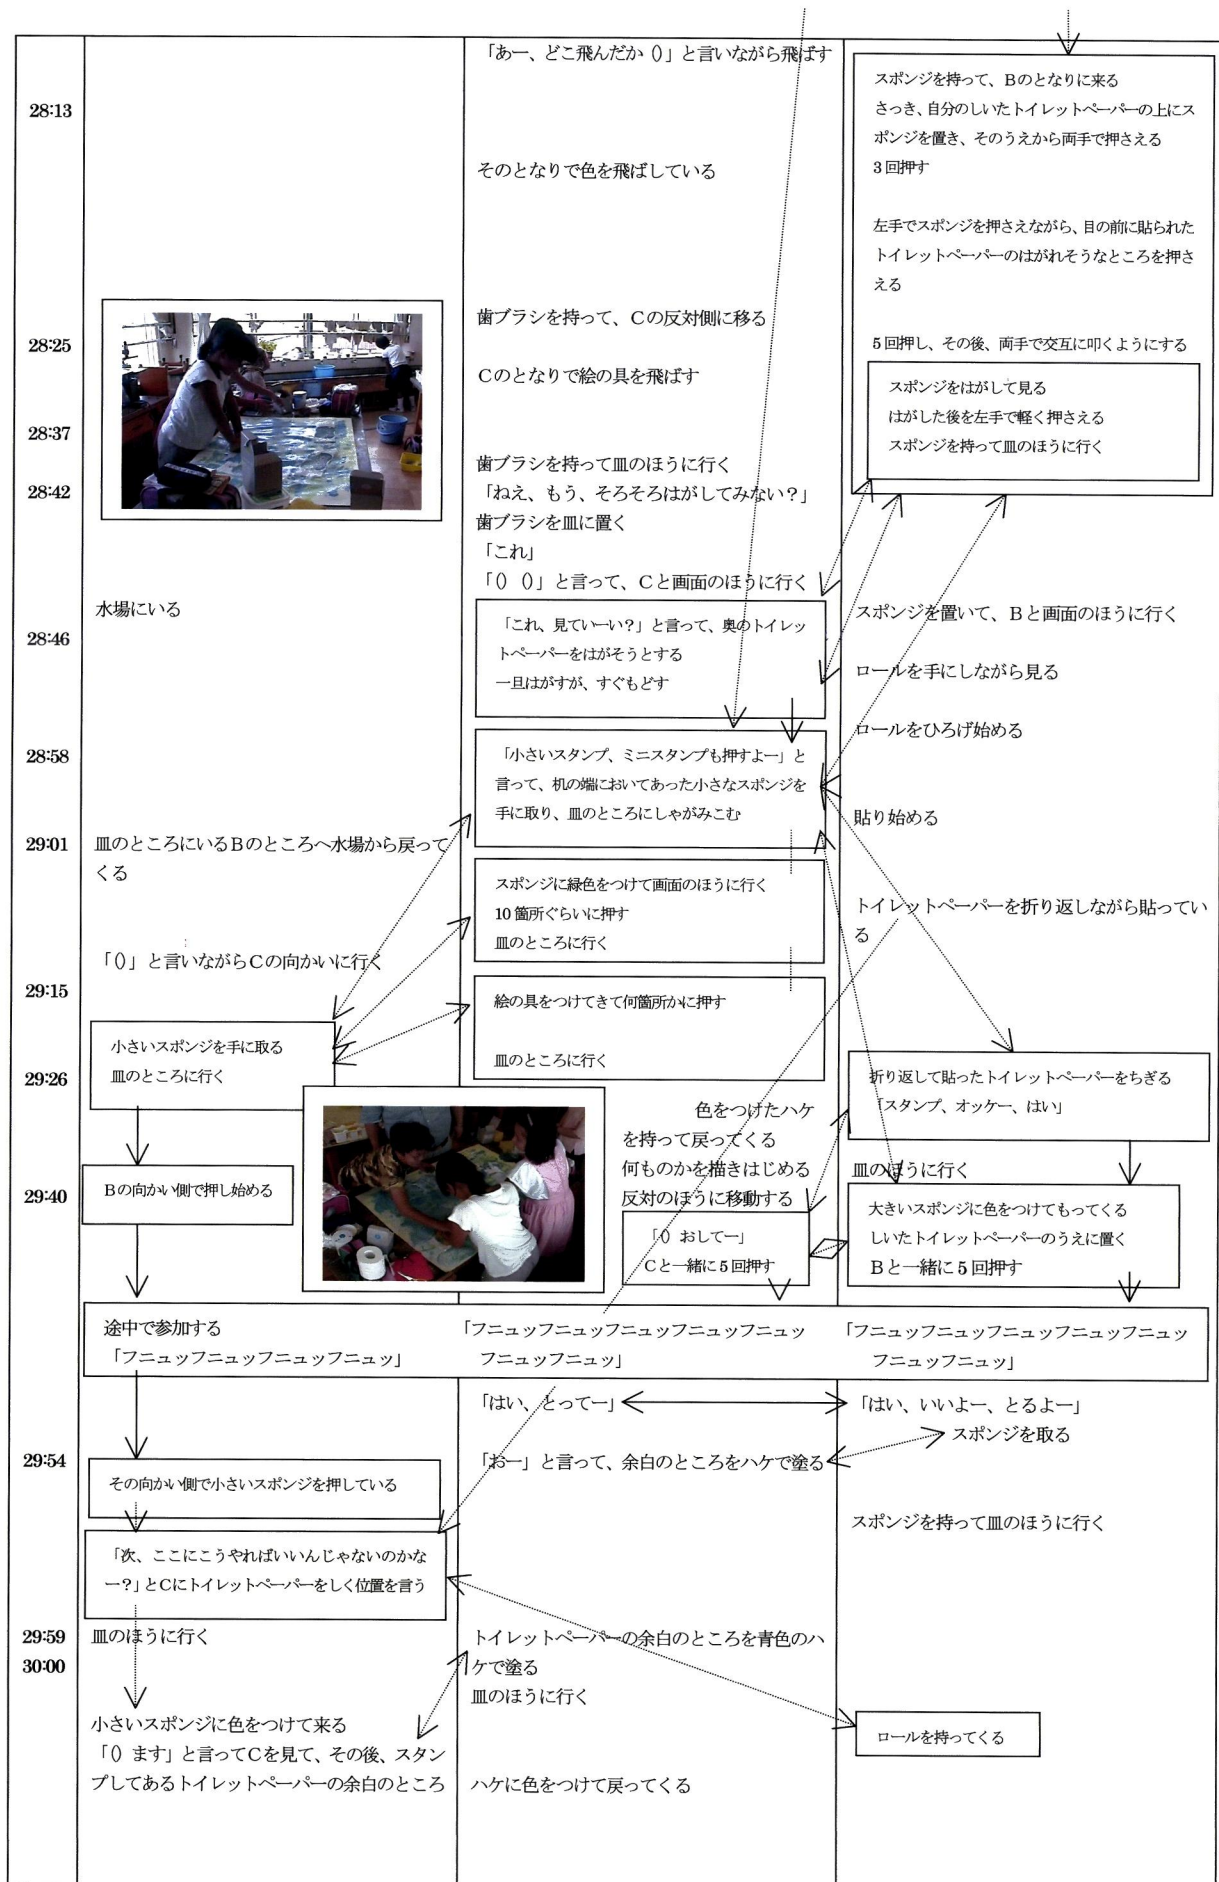 「あー、どこ飛んだか（）」と言いながら飛ばす
スポンジを持って、Bのとなりに来る
28:13
さっき、自分のしいたトイレットペーパーの上にス
ポンジを置き、そのうえから両手で押さえる
そのとなりで色を飛ばしている
3回押す
左手でスポンジを押さえながら、目の前に貼られた
トイレットペーパーのはがれそうなところを押さ
える
歯ブラシを持って、Cの反対側に移る
28:25
5回押し、その後、両手で交互に叩くようにする
Cのとなりで絵の具を飛ばす
スポンジをはがして見る
はがした後を左手で軽く押さえる
スポンジを持って皿のほうに行く
28:37
歯ブラシを持って皿のほうに行く
28:42
「ねえ、もう、そろそろはがしてみない？」
歯ブラシを皿に置く
「これ」
「（）（）」と言って、Cと画面のほうに行く
水場にいる
スポンジを置いて、Bと画面のほうに行く
28:46
「これ、見ていーい？」と言って、奥のトイレッ
トペーパーをはがそうとする
一旦はがすが、すぐもどす
ロールを手にしながら見る
ロールをひろげ始める
28:58
「小さいスタンプ、ミニスタンプも押すよー」と
言って、机の端においてあった小さなスポンジを
手に取り、皿のところにしゃがみこむ
貼り始める
29:01
皿のところにいるBのところへ水場から戻って
くる
スポンジに緑色をつけて画面のほうに行く
10箇所ぐらいに押す
皿のところに行く
トイレットペーパーを折り返しながら貼ってい
る
「（）」と言いながらCの向かいに行く
29:15
絵の具をつけてきて何箇所かに押す
皿のところに行く
小さいスポンジを手に取る
皿のところに行く
29:26
折り返して貼ったトイレットペーパーをちぎる
「スタンプ、オッケー、はい」
色をつけたハケ
を持って戻ってくる
何ものかを描きはじめる
反対のほうに移動する
皿のほうに行く
29:40
Bの向かい側で押し始める
「（）おしてー」
Cと一緒に5回押す
大きいスポンジに色をつけてもってくる
しいたトイレットペーパーのうえに置く
Bと一緒に5回押す
途中で参加する
「フニュッフニュッフニュッフニュッ」
「フニュッフニュッフニュッフニュッフニュッ
フニュッフニュッ」
「フニュッフニュッフニュッフニュッフニュッ
フニュッフニュッ」
「はい、とってー」
「はい、いいよー、とるよー」
スポンジを取る
29:54
「おー」と言って、余白のところをハケで塗る
その向かい側で小さいスポンジを押している
スポンジを持って皿のほうに行く
「次、ここにこうやればいいんじゃないのかな
ー？」とCにトイレットペーパーをしく位置を言う
29:59
皿のほうに行く
トイレットペーパーの余白のところを青色のハ
ケで塗る
30:00
皿のほうに行く
小さいスポンジに色をつけて来る
ロールを持ってくる
「（）ます」と言ってCを見て、その後、スタン
プしてあるトイレットペーパーの余白のところ
ハケに色をつけて戻ってくる